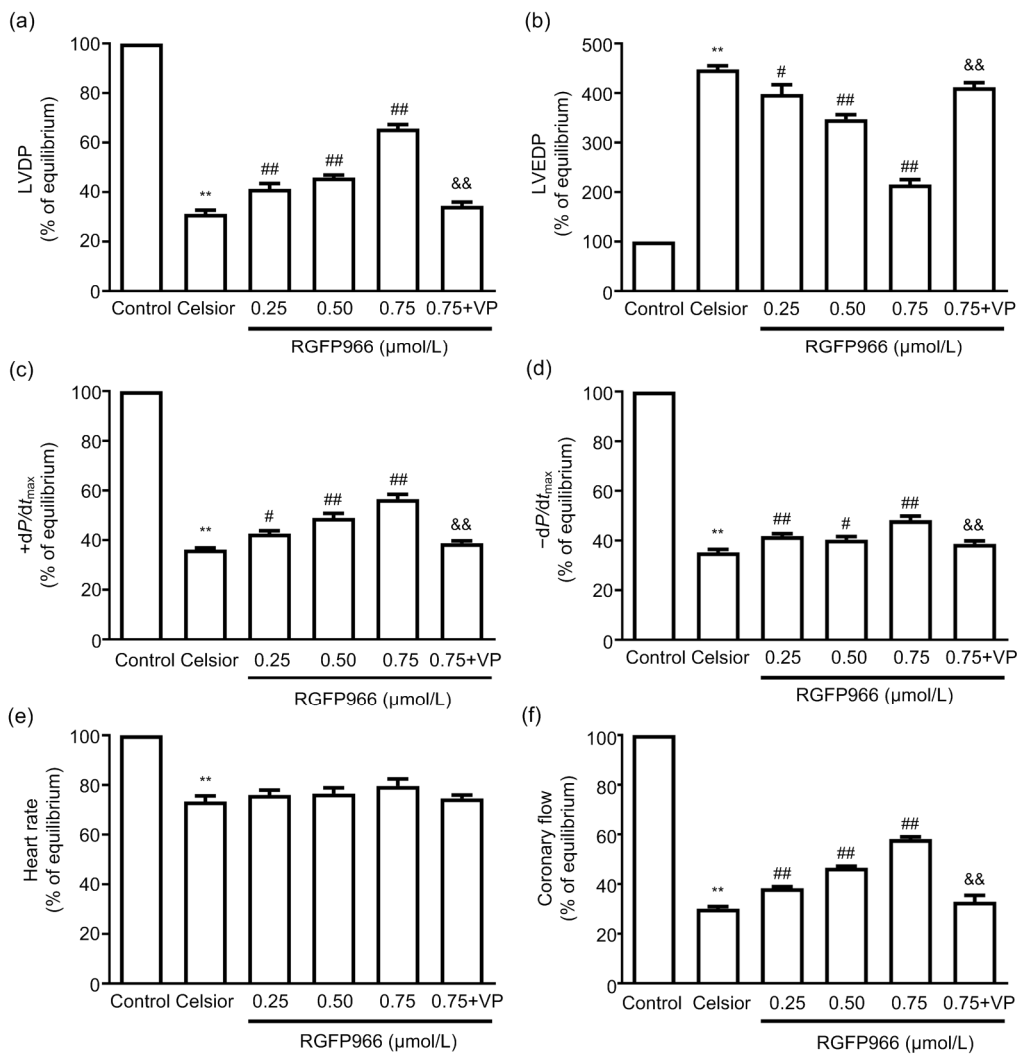 (a)
LVDP
(% of equilibrium)
100
80
60
40
20
0
**
##
##
##
&&
Control Celsior 0.25 0.50 0.75 0.75+VP
RGFP966 (μmol/L)
(b)
LVEDP
(% of equilibrium)
500
400
300
200
100
0
**
#
##
##
&&
Control Celsior 0.25 0.50 0.75 0.75+VP
RGFP966 (μmol/L)
(c)
+dP/dtmax
(% of equilibrium)
100
80
60
40
20
0
**
#
##
##
&&
Control Celsior 0.25 0.50 0.75 0.75+VP
RGFP966 (μmol/L)
(d)
−dP/dtmax
(% of equilibrium)
100
80
60
40
20
0
**
##
#
##
&&
Control Celsior 0.25 0.50 0.75 0.75+VP
RGFP966 (μmol/L)
(e)
Heart rate
(% of equilibrium)
100
80
60
40
20
0
**
Control Celsior 0.25 0.50 0.75 0.75+VP
RGFP966 (μmol/L)
(f)
Coronary flow
(% of equilibrium)
100
80
60
40
20
0
**
##
##
##
&&
Control Celsior 0.25 0.50 0.75 0.75+VP
RGFP966 (μmol/L)